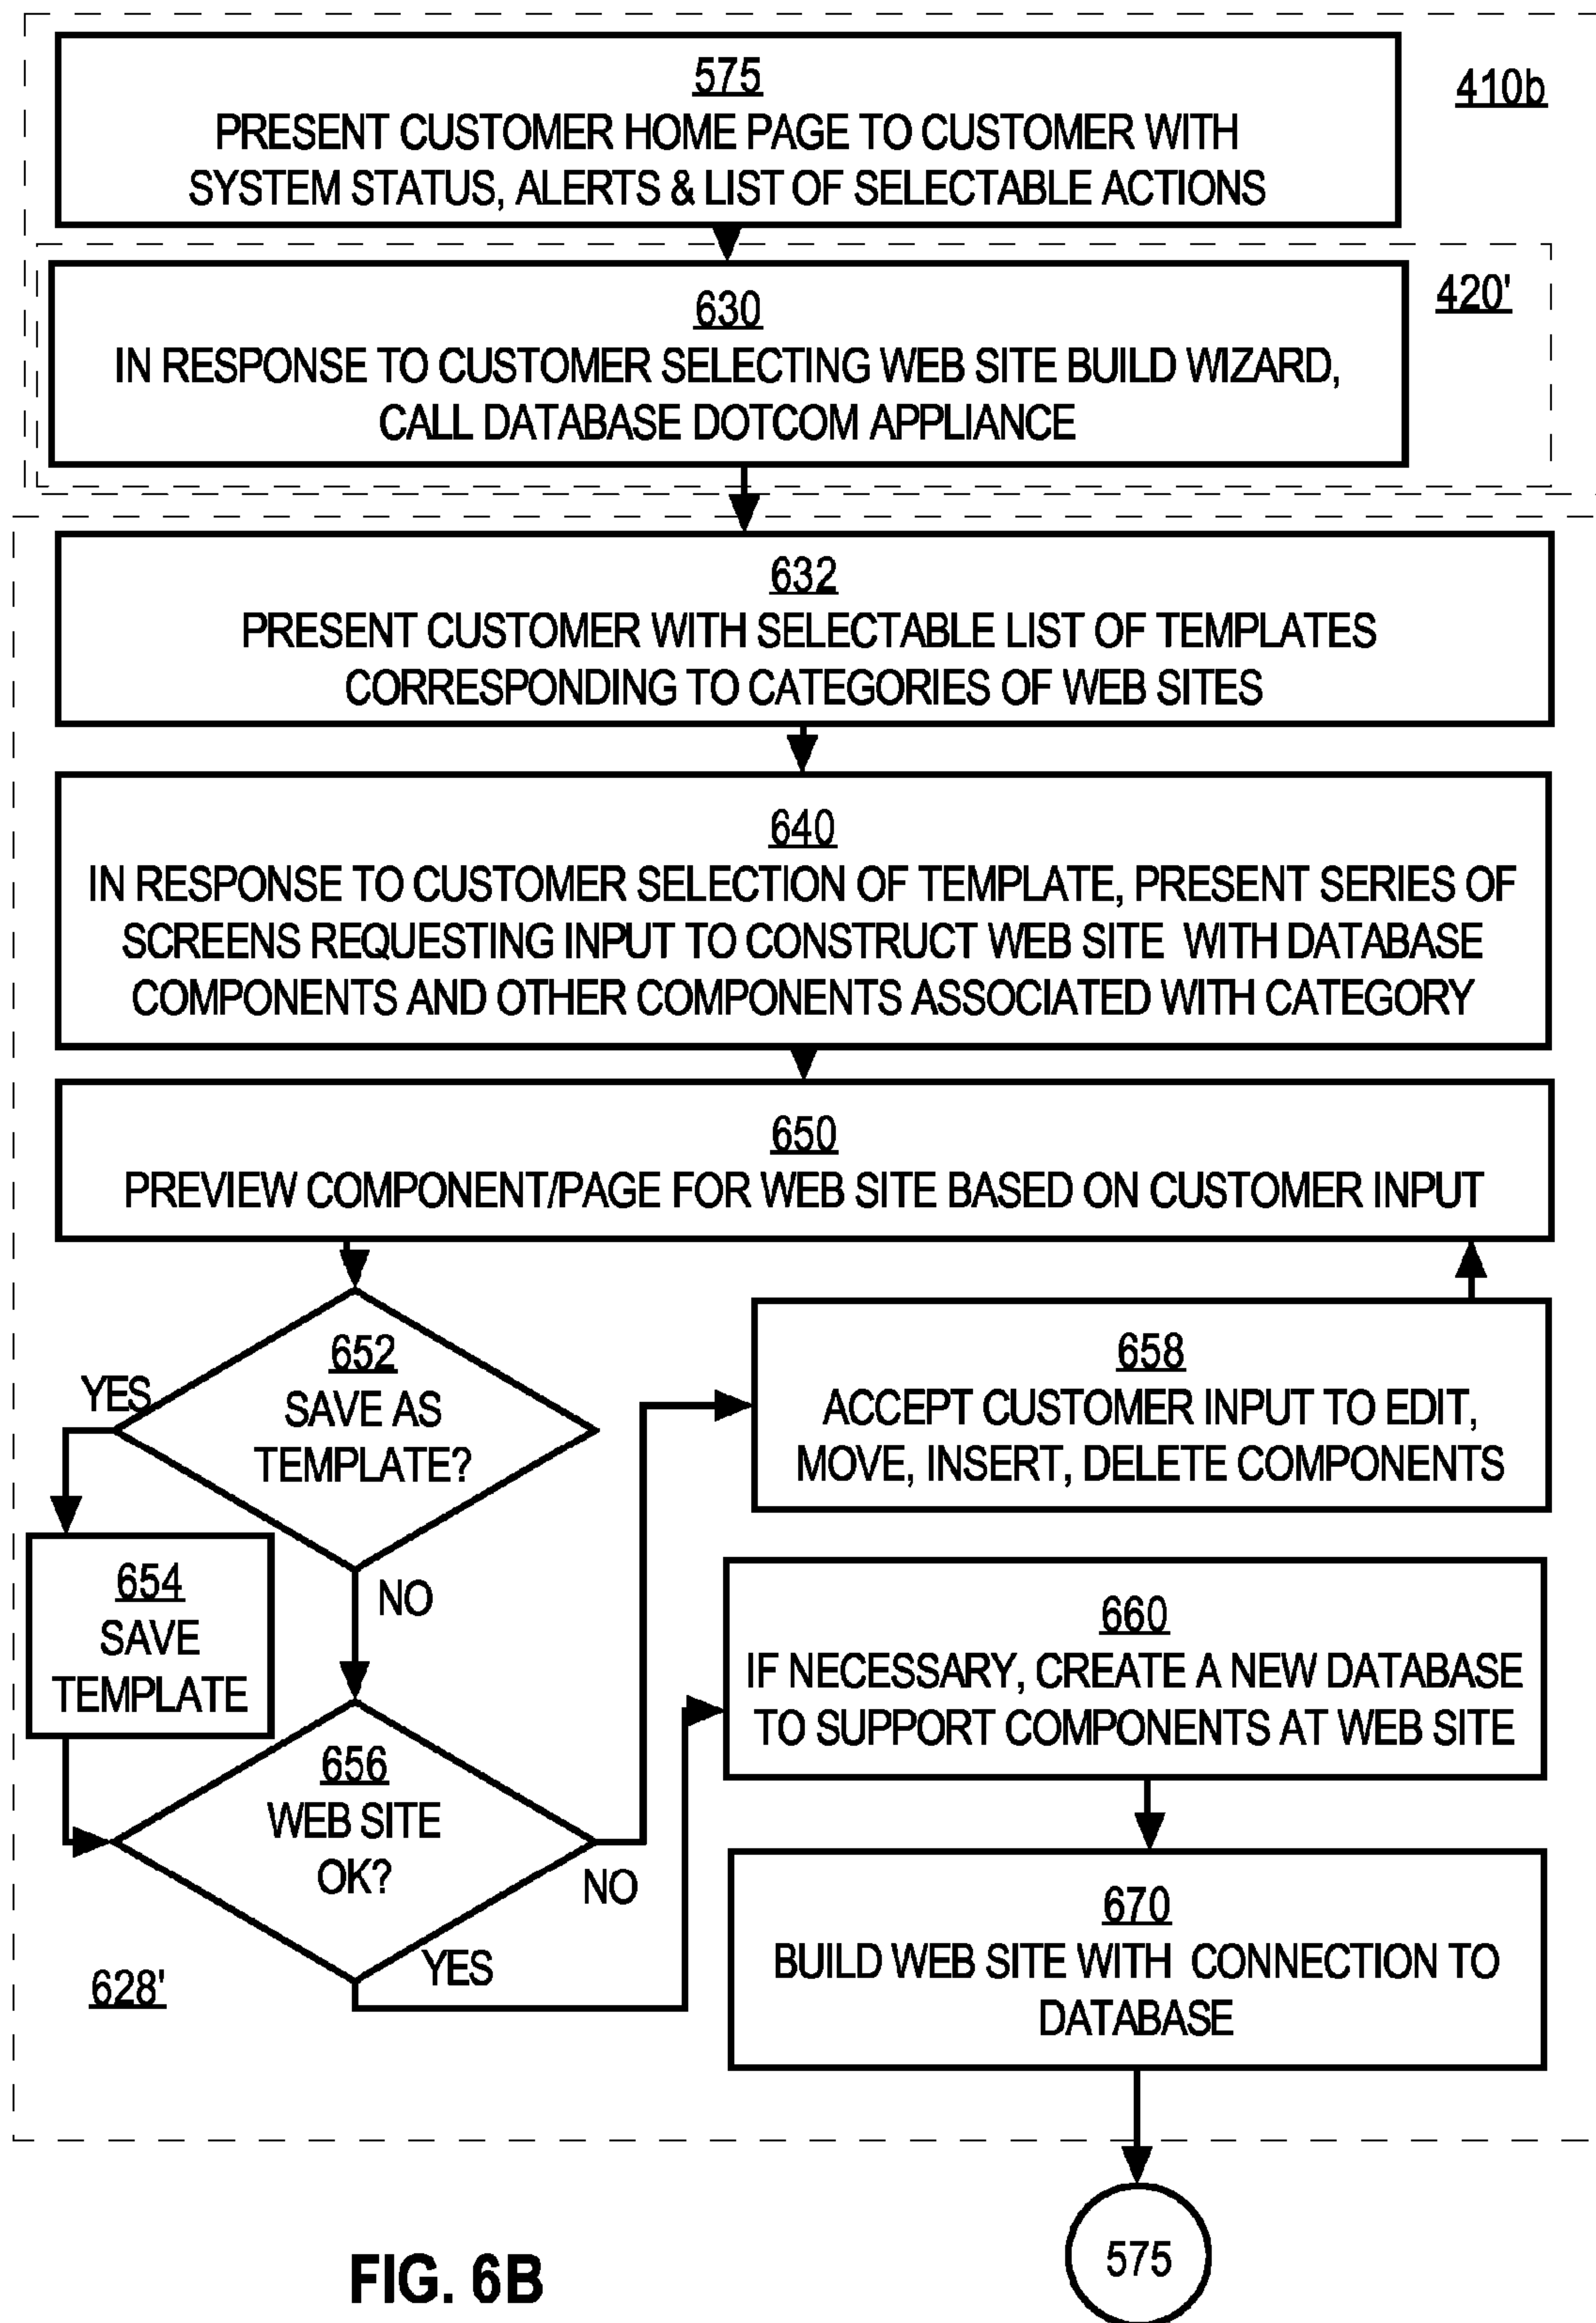 575
410b
PRESENT CUSTOMER HOME PAGE TO CUSTOMER WITH
SYSTEM STATUS, ALERTS & LIST OF SELECTABLE ACTIONS
420'
630
IN RESPONSE TO CUSTOMER SELECTING WEB SITE BUILD WIZARD,
CALL DATABASE DOTCOM APPLIANCE
632
PRESENT CUSTOMER WITH SELECTABLE LIST OF TEMPLATES
CORRESPONDING TO CATEGORIES OF WEB SITES
640
IN RESPONSE TO CUSTOMER SELECTION OF TEMPLATE, PRESENT SERIES OF
SCREENS REQUESTING INPUT TO CONSTRUCT WEB SITE WITH DATABASE
COMPONENTS AND OTHER COMPONENTS ASSOCIATED WITH CATEGORY
650
PREVIEW COMPONENT/PAGE FOR WEB SITE BASED ON CUSTOMER INPUT
652
SAVE AS
TEMPLATE?
YES
NO
654
SAVE
TEMPLATE
656
WEB SITE
OK?
NO
YES
658
ACCEPT CUSTOMER INPUT TO EDIT,
MOVE, INSERT, DELETE COMPONENTS
660
IF NECESSARY, CREATE A NEW DATABASE
TO SUPPORT COMPONENTS AT WEB SITE
670
BUILD WEB SITE WITH CONNECTION TO
DATABASE
628'
575
FIG. 6B